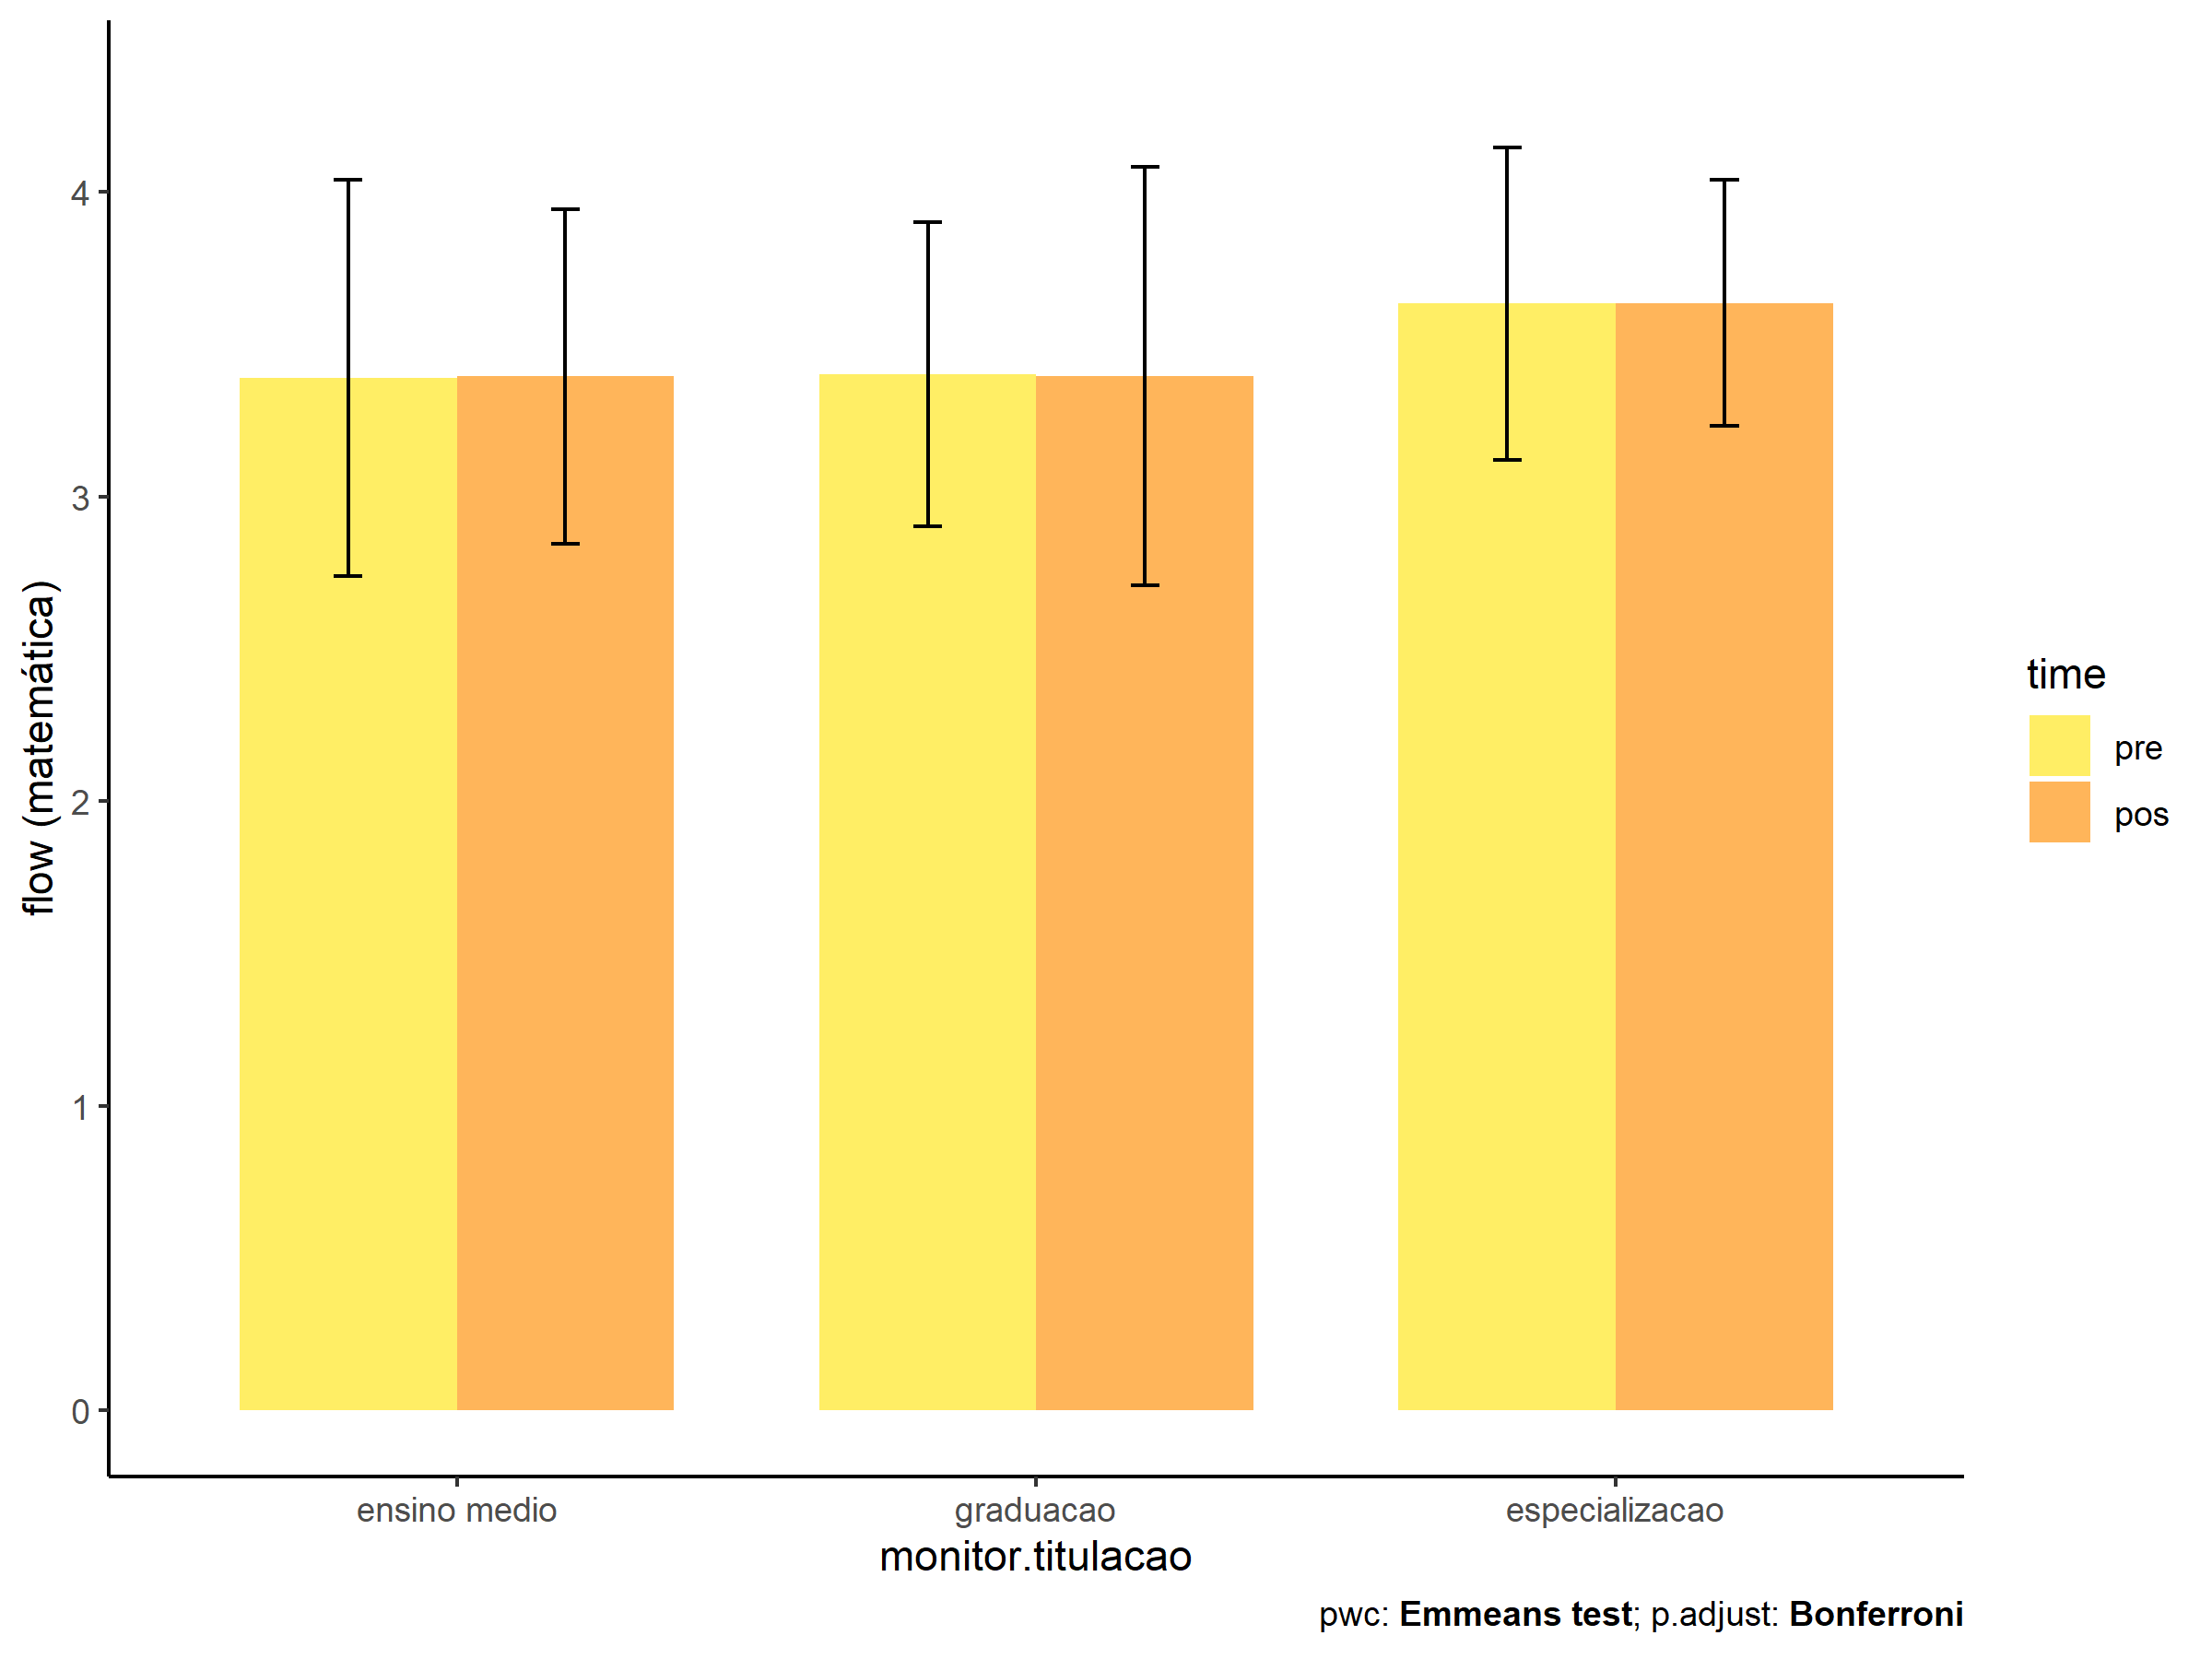 flow (matemática)
4
3
2
1
0
ensino medio
graduacao
especializacao
monitor.titulacao
time
pre
pos
pwc: Emmeans test; p.adjust: Bonferroni